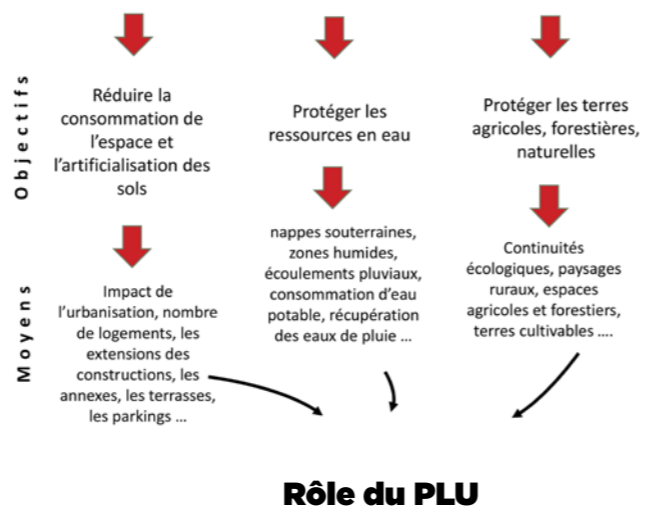 Objectifs
Réduire la
consommation de
l'espace et
l'artificialisation des
sols
Protéger les
ressources en eau
Protéger les terres
agricoles, forestières,
naturelles
Moyens
Impact de
l'urbanisation, nombre
de logements, les
extensions des
constructions, les
annexes, les terrasses,
les parkings ...
nappes souterraines,
zones humides,
écoulements pluviaux,
consommation d'eau
potable, récupération
des eaux de pluie ...
Continuités
écologiques, paysages
ruraux, espaces
agricoles et forestiers,
terres cultivables ....
Rôle du PLU